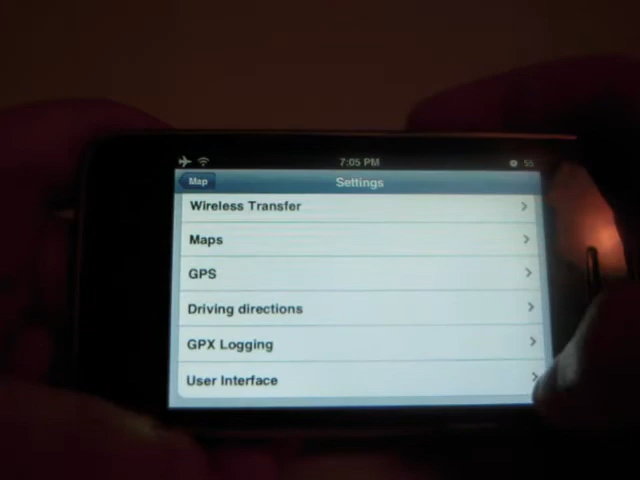 7:05 PM
Map
Settings
Wireless Transfer
Maps
GPS
Driving directions
GPX Logging
User Interface